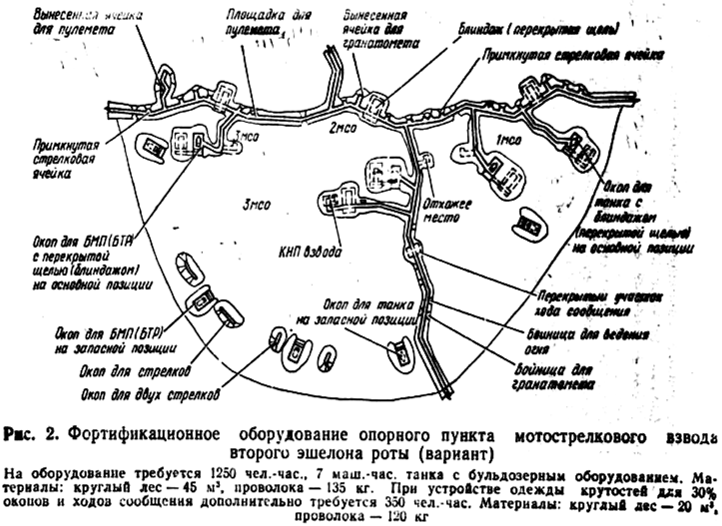 Вынесенная ячейка
для пулемета
Площадка для
пулемета
Вынесенная
ячейка для
гранатомета
Блиндаж (перекрытая щель)
Примкнутая стрелковая ячейка
Примкнутая
стрелковая
ячейка
3мсо
2мсо
1мсо
3мсо
Отхожее
место
Окоп для
танка с
блиндажом
(перекрытой щелью)
на основной позиции
КНП взвода
Окоп для БМП(БТР)
с перекрытой
щелью (блиндажом)
на основной позиции
Окоп для танка
на запасной позиции
Перекрытый участок
хода сообщения
Окоп для БМП(БТР)
на запасной позиции
Бойница для ведения
огня
Окоп для стрелков
Бойница для
гранатомета
Окоп для двух стрелков
Рис. 2. Фортификационное оборудование опорного пункта мотострелкового взвода
второго эшелона роты (вариант)
На оборудование требуется 1250 чел.-час., 7 маш.-час. танка с бульдозерным оборудованием. Ма-
териалы: круглый лес — 45 м³, проволока — 135 кг. При устройстве одежды крутостей для 30%
окопов и ходов сообщения дополнительно требуется 350 чел.-час. Материалы: круглый лес — 20 м³,
проволока — 120 кг